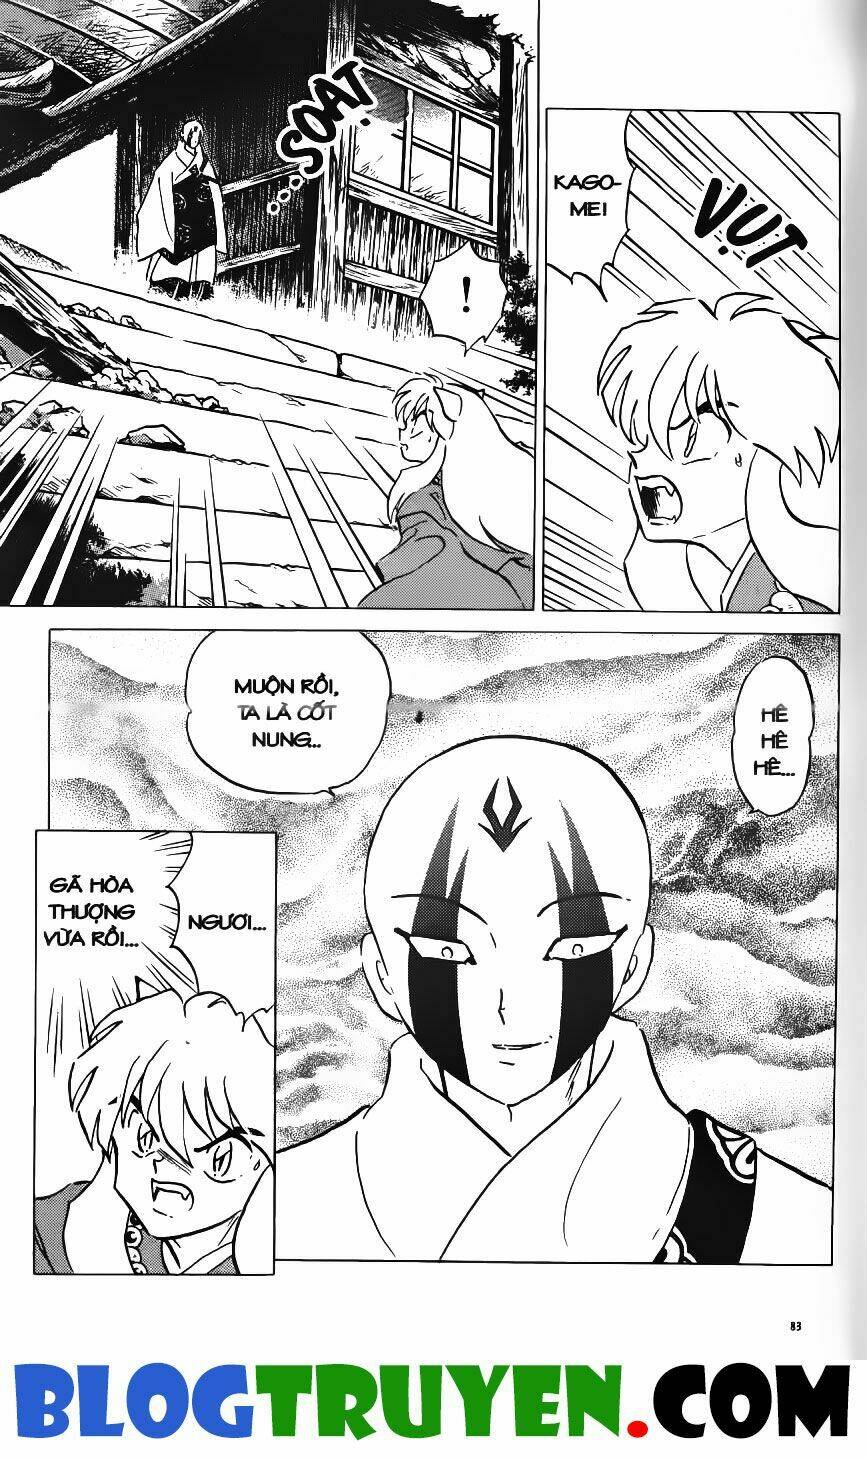 KAGO-
ME!
VỤT
SOẠT
!
HÊ
HÊ
HÊ...
MUỘN RỒI,
TA LÀ CỐT
NUNG...
NGƯƠI...
GÃ HÒA
THƯỢNG
VỪA RỒI...
83
BLOGTRUYEN.COM